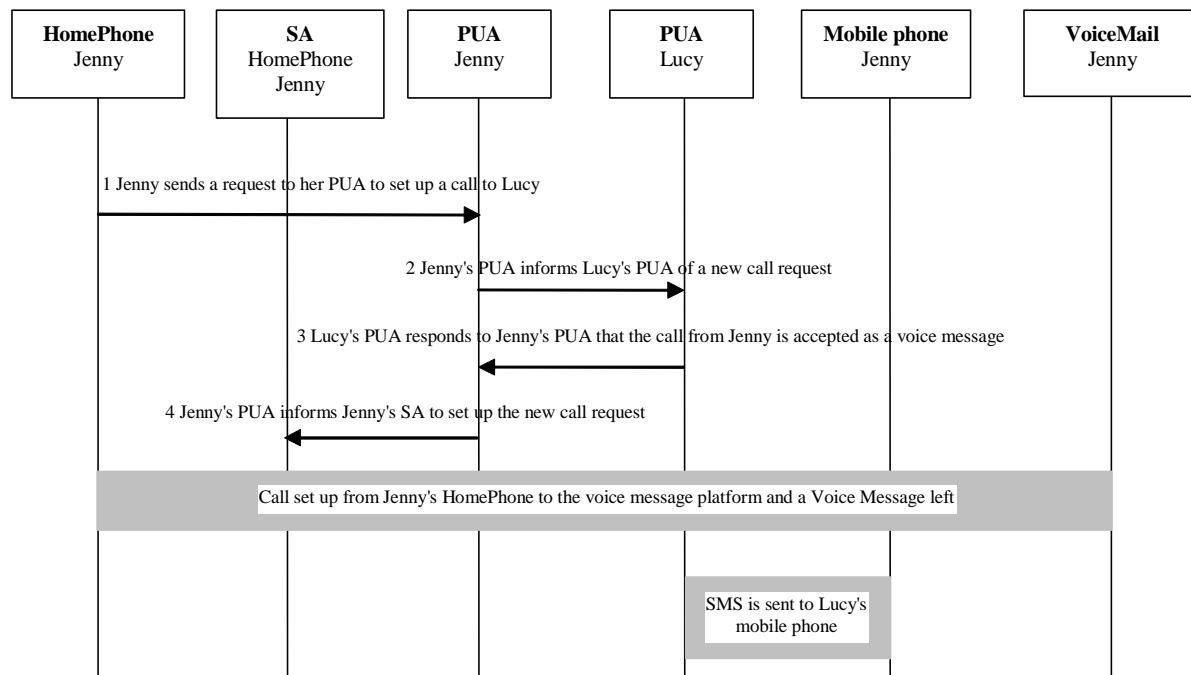 HomePhone
Jenny
SA
HomePhone
Jenny
PUA
Jenny
PUA
Lucy
Mobile phone
Jenny
VoiceMail
Jenny
1 Jenny sends a request to her PUA to set up a call to Lucy
2 Jenny's PUA informs Lucy's PUA of a new call request
3 Lucy's PUA responds to Jenny's PUA that the call from Jenny is accepted as a voice message
4 Jenny's PUA informs Jenny's SA to set up the new call request
Call set up from Jenny's HomePhone to the voice message platform and a Voice Message left
SMS is sent to Lucy's
mobile phone